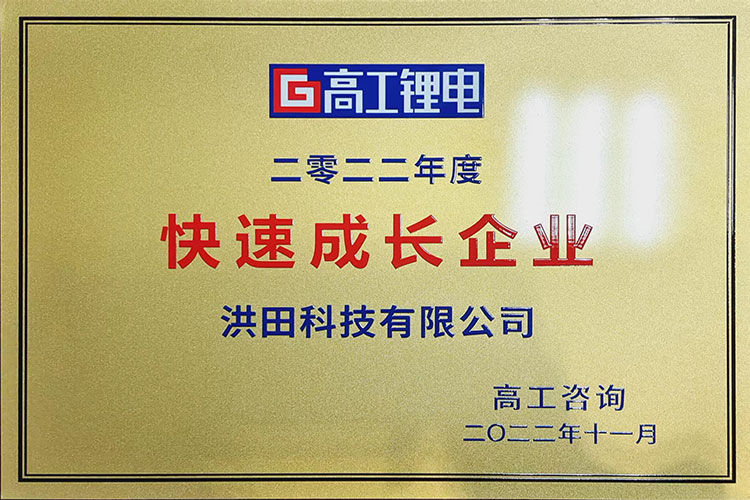 G高工锂电
二零二二年度
快速成长企业
洪田科技有限公司
高工咨询
二〇二二年十一月